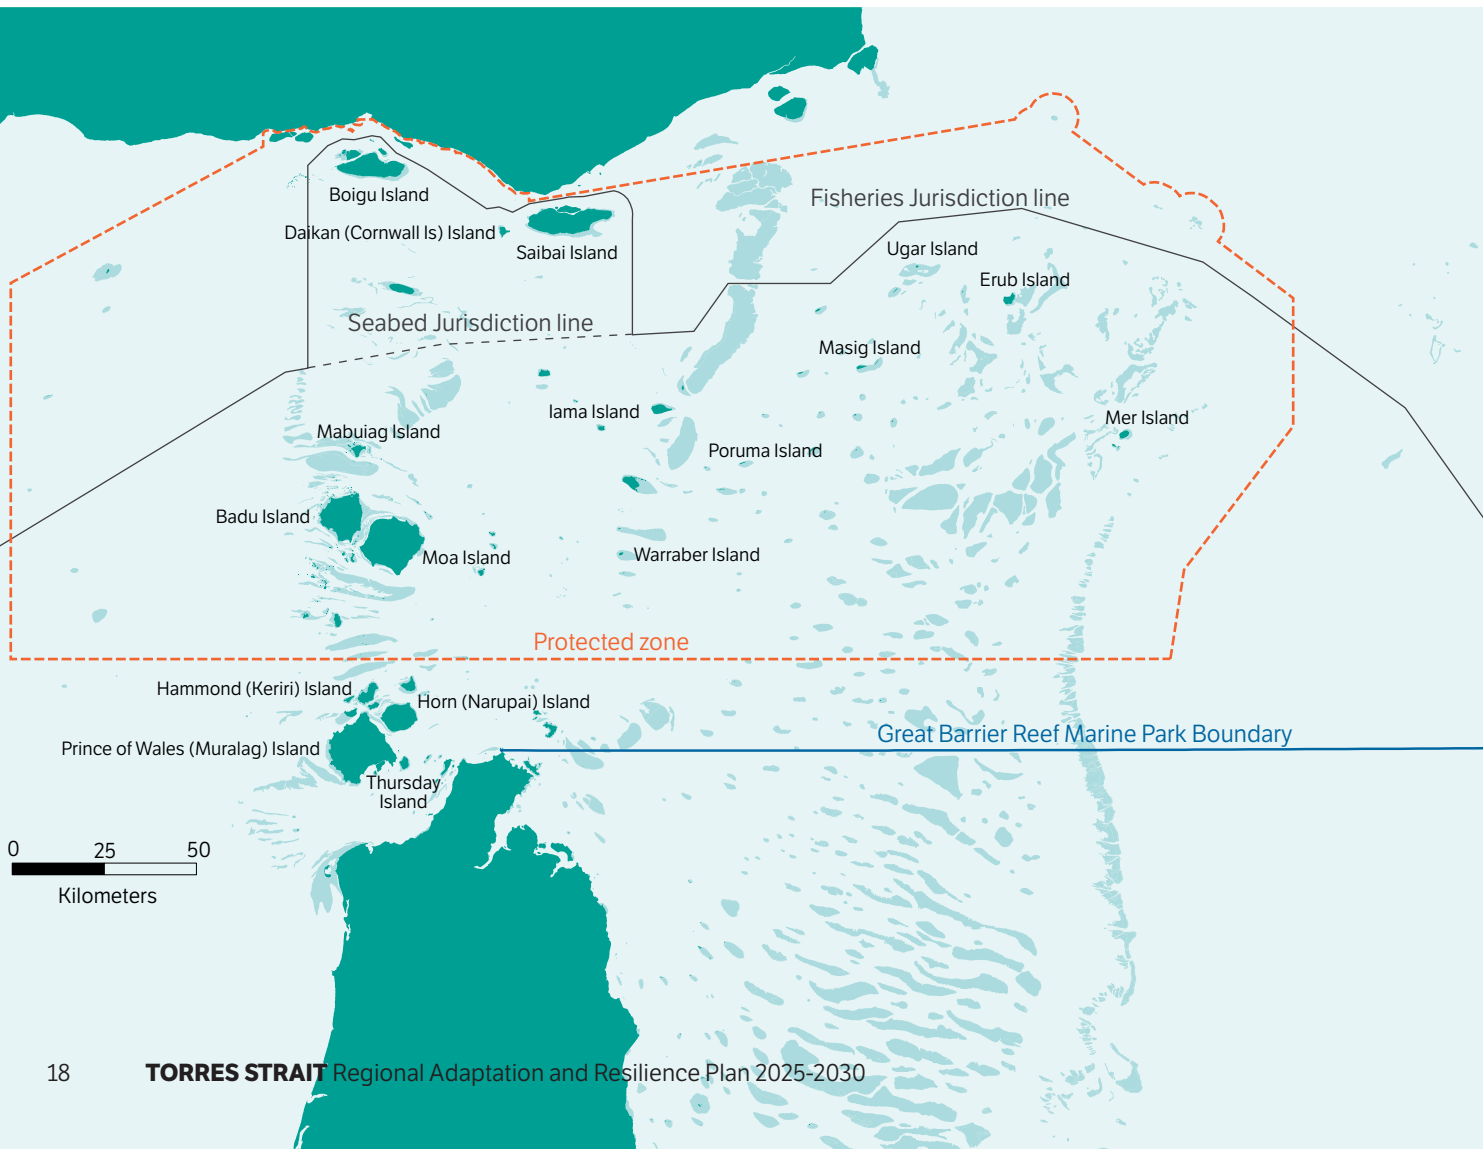 Boigu Island
Fisheries Jurisdiction line
Daikan (Cornwall Is) Island
Saibai Island
Ugar Island
Erub Island
Seabed Jurisdiction line
Masig Island
Iama Island
Mer Island
Mabuiag Island
Poruma Island
Badu Island
Moa Island
Warraber Island
Protected zone
Hammond (Keriri) Island
Horn (Narupai) Island
Prince of Wales (Muralag) Island
Great Barrier Reef Marine Park Boundary
Thursday
Island
0 25 50
Kilometers
18 TORRES STRAIT Regional Adaptation and Resilience Plan 2025-2030